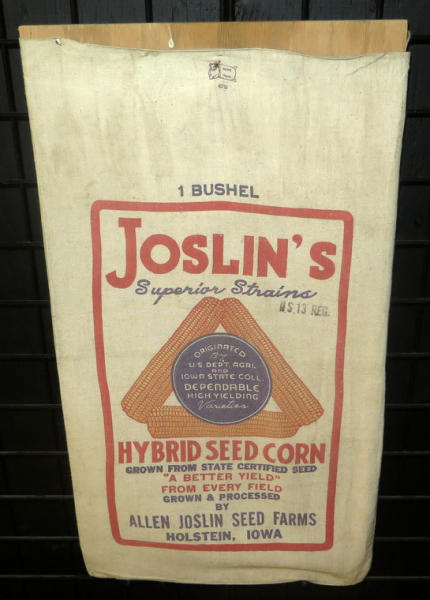 1 BUSHEL
JOSLIN'S
Superior Strains
U.S. 13 REG.
ORIGINATED
By
U.S. DEPT. AGRI.
AND
IOWA STATE COLL.
DEPENDABLE
HIGH YIELDING
Varieties
HYBRID SEED CORN
GROWN FROM STATE CERTIFIED SEED
"A BETTER YIELD"
FROM EVERY FIELD
GROWN & PROCESSED
BY
ALLEN JOSLIN SEED FARMS
HOLSTEIN, IOWA